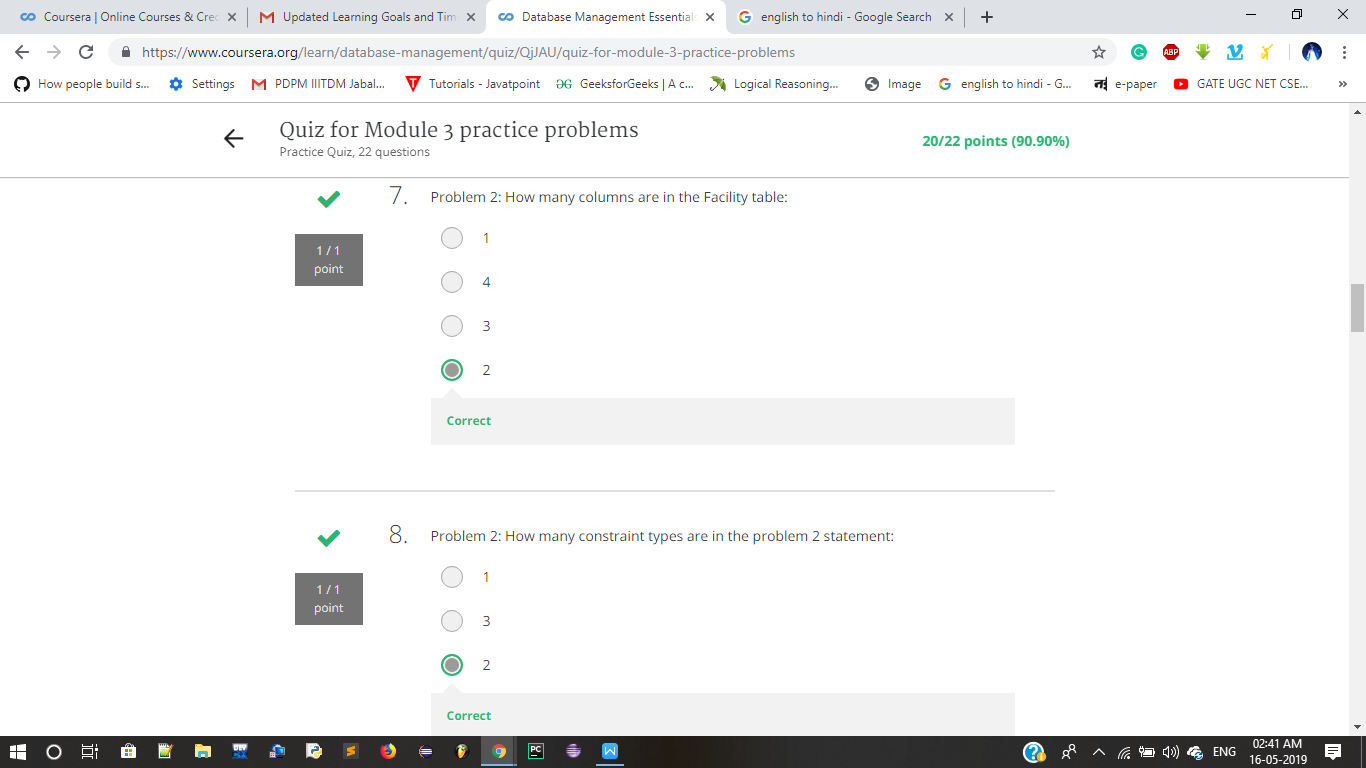 Coursera | Online Courses & Cred
Updated Learning Goals and Tim
Database Management Essentials
english to hindi - Google Search
https://www.coursera.org/learn/database-management/quiz/QjJAU/quiz-for-module-3-practice-problems
ABP
How people build s...
Settings
PDPM IIITDM Jabal...
Tutorials - Javatpoint
GeeksforGeeks | A c...
Logical Reasoning...
Image
english to hindi - G...
e-paper
GATE UGC NET CSE...
»
Quiz for Module 3 practice problems
Practice Quiz, 22 questions
20/22 points (90.90%)
7.
Problem 2: How many columns are in the Facility table:
1 / 1
point
1
4
3
2
Correct
8.
Problem 2: How many constraint types are in the problem 2 statement:
1 / 1
point
1
3
2
Correct
ENG
02:41 AM
16-05-2019